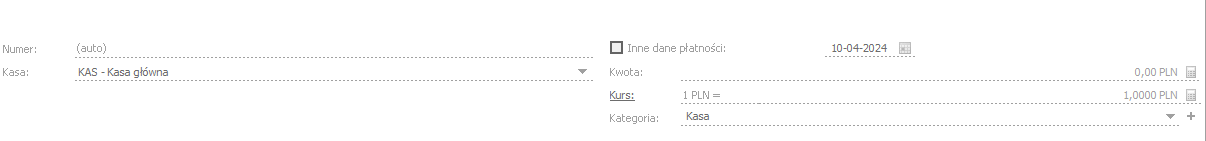 Numer: (auto)
Kasa: KAS - Kasa główna
Inne dane płatności: 10-04-2024
Kwota: 0,00 PLN
Kurs: 1 PLN = 1,0000 PLN
Kategoria: Kasa +